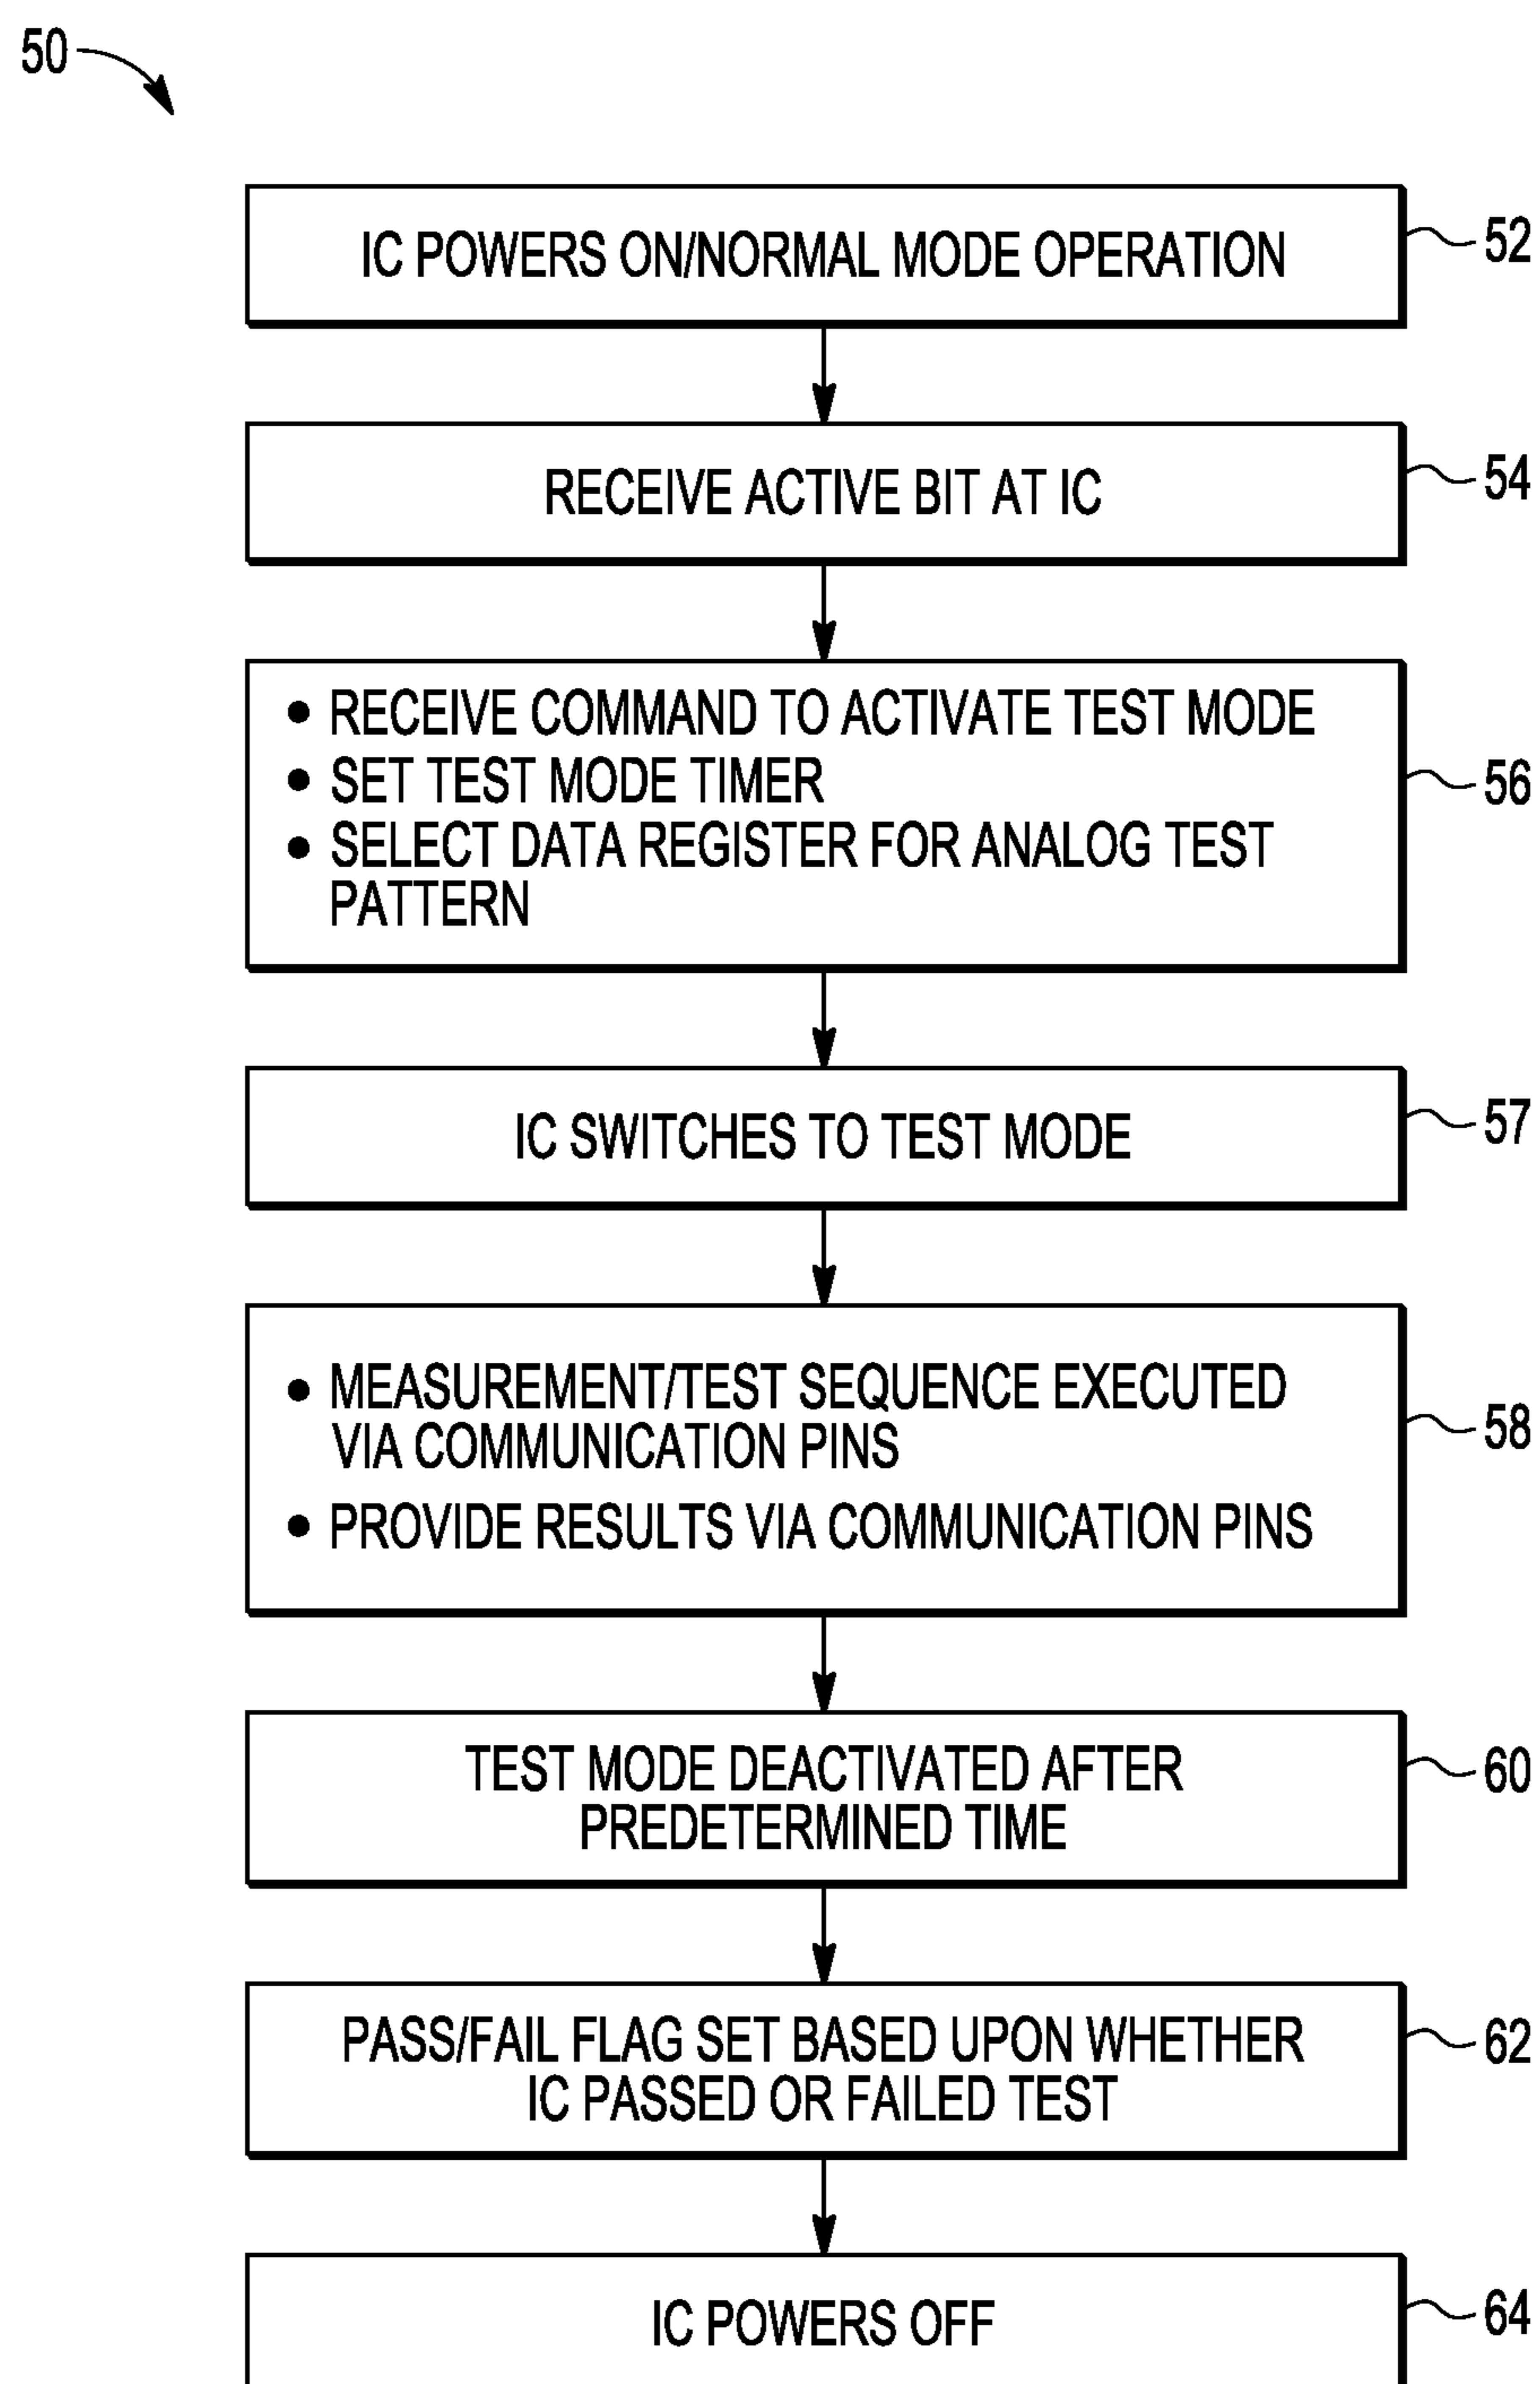 50
IC POWERS ON/NORMAL MODE OPERATION
52
RECEIVE ACTIVE BIT AT IC
54
● RECEIVE COMMAND TO ACTIVATE TEST MODE
● SET TEST MODE TIMER
● SELECT DATA REGISTER FOR ANALOG TEST
PATTERN
56
IC SWITCHES TO TEST MODE
57
● MEASUREMENT/TEST SEQUENCE EXECUTED
VIA COMMUNICATION PINS
● PROVIDE RESULTS VIA COMMUNICATION PINS
58
TEST MODE DEACTIVATED AFTER
PREDETERMINED TIME
60
PASS/FAIL FLAG SET BASED UPON WHETHER
IC PASSED OR FAILED TEST
62
IC POWERS OFF
64